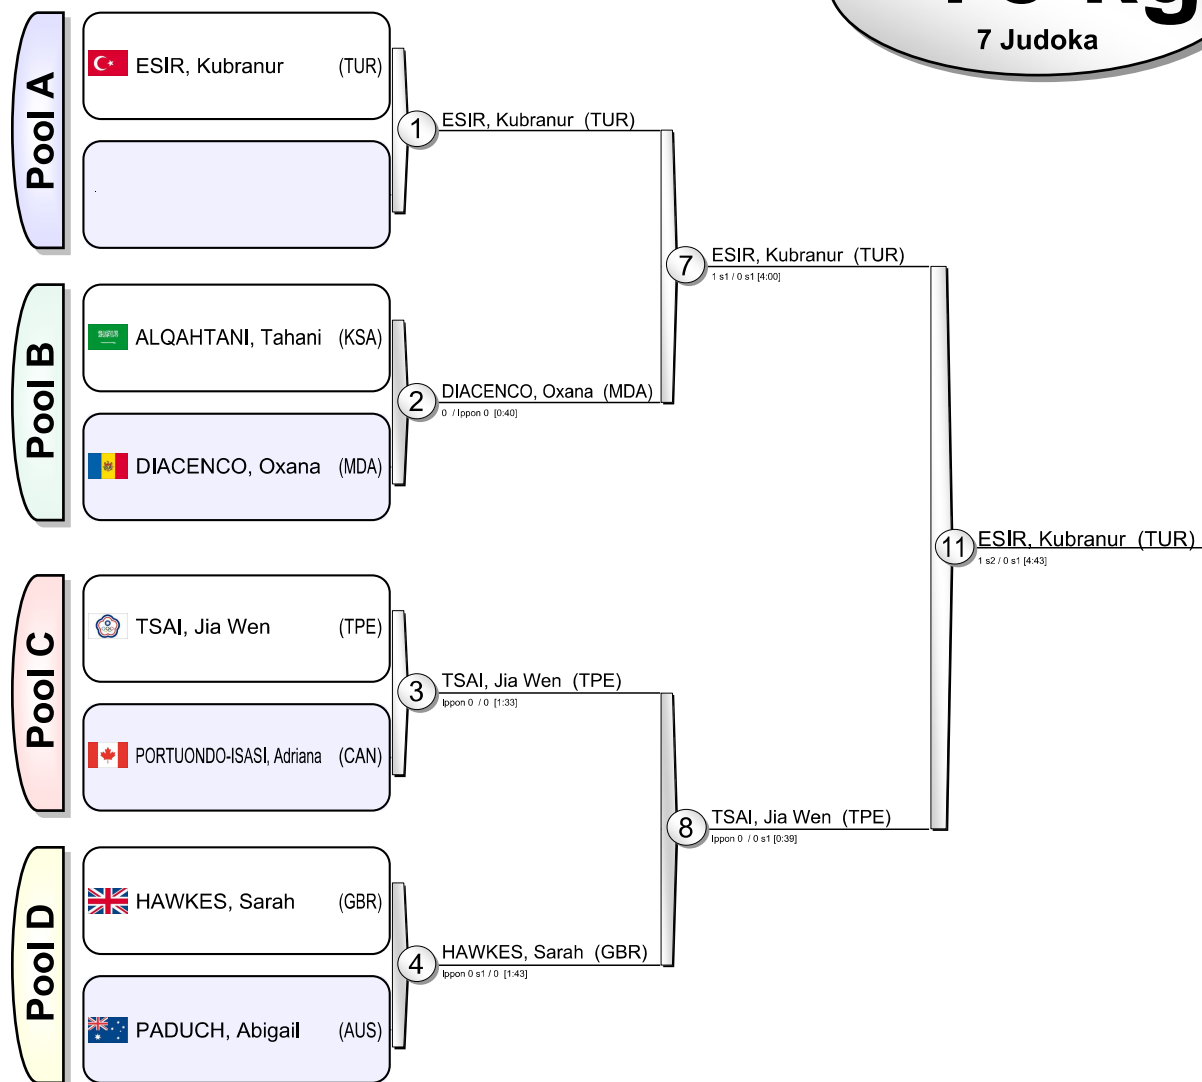 7 Judoka
Pool A
ESIR, Kubranur (TUR)
.
1
ESIR, Kubranur (TUR)
Pool B
ALQAHTANI, Tahani (KSA)
DIACENCO, Oxana (MDA)
2
DIACENCO, Oxana (MDA)
0 / Ippon 0 [0:40]
7
ESIR, Kubranur (TUR)
1 s1 / 0 s1 [4:00]
Pool C
TSAI, Jia Wen (TPE)
PORTUONDO-ISASI, Adriana (CAN)
3
TSAI, Jia Wen (TPE)
Ippon 0 / 0 [1:33]
Pool D
HAWKES, Sarah (GBR)
PADUCH, Abigail (AUS)
4
HAWKES, Sarah (GBR)
Ippon 0 s1 / 0 [1:43]
8
TSAI, Jia Wen (TPE)
Ippon 0 / 0 s1 [0:39]
11
ESIR, Kubranur (TUR)
1 s2 / 0 s1 [4:43]